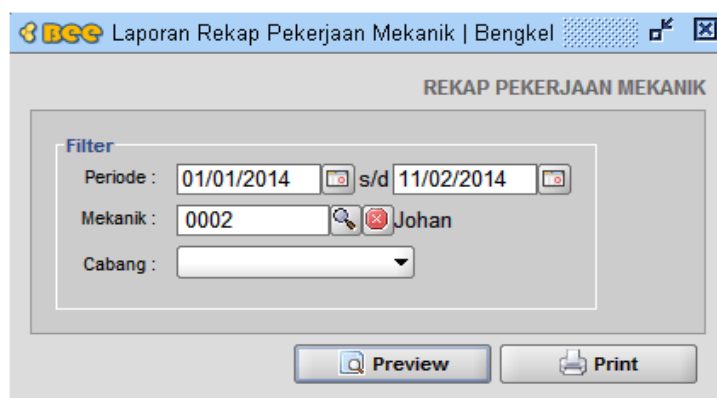 BEE Laporan Rekap Pekerjaan Mekanik | Bengkel
REKAP PEKERJAAN MEKANIK
Filter
Periode : 01/01/2014 s/d 11/02/2014
Mekanik : 0002 Johan
Cabang :
Preview Print